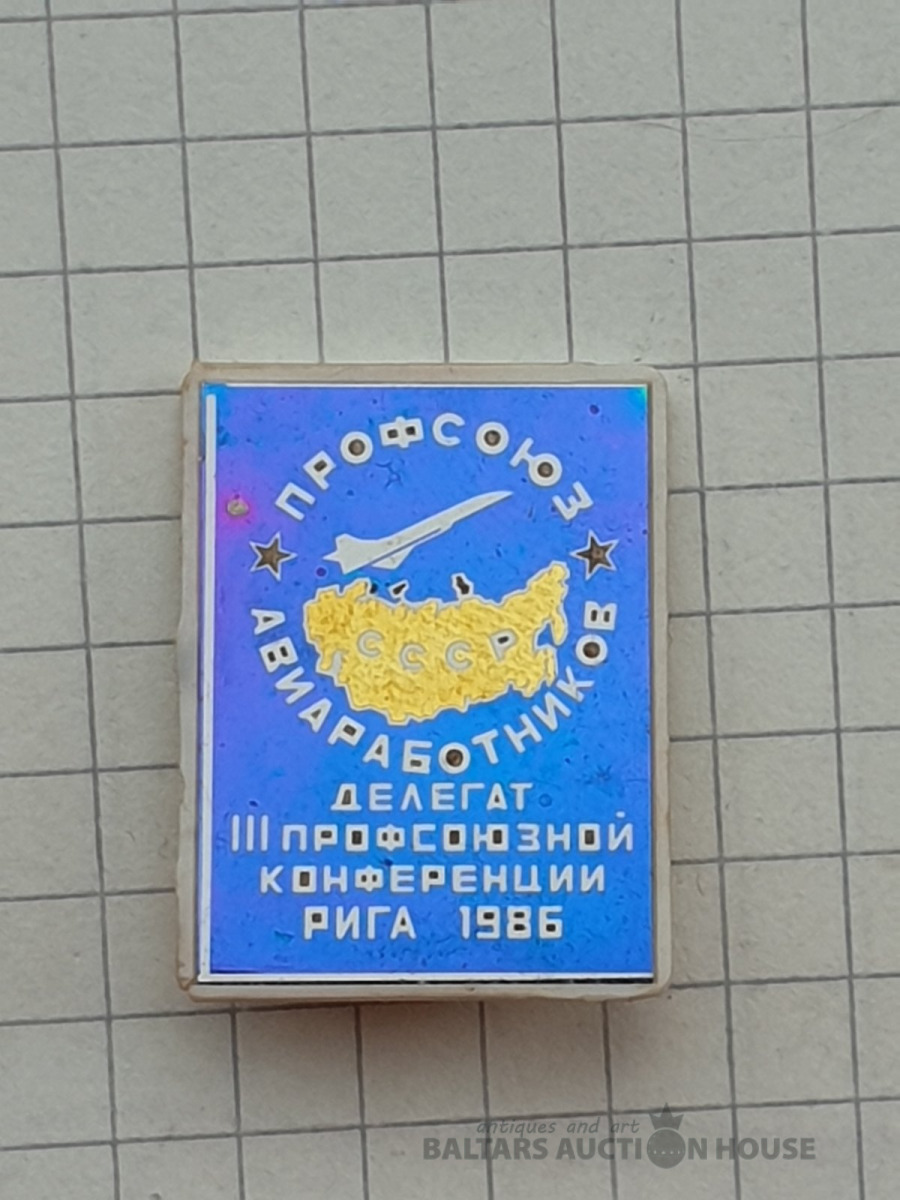 ПРОФСОЮЗ
СССР
АВИАРАБОТНИКОВ
ДЕЛЕГАТ
III ПРОФСОЮЗНОЙ
КОНФЕРЕНЦИИ
РИГА 1986
antiques and art
BALTARS AUCTION HOUSE